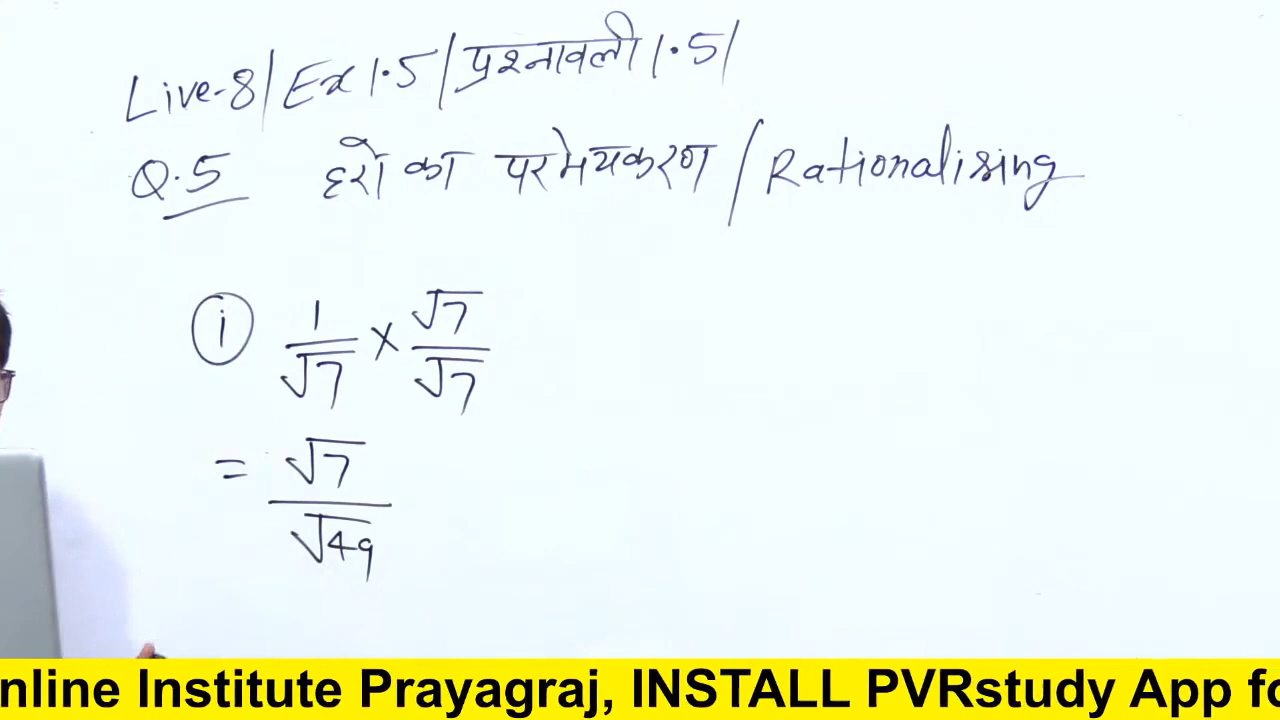 Live-8/ Ex 1.5/ प्रश्नावली 1.5/
Q.5 हरों का परमेयकरण / Rationalising
(i) 1/√7 × √7/√7
= √7/√49
nline Institute Prayagraj, INSTALL PVRstudy App fo